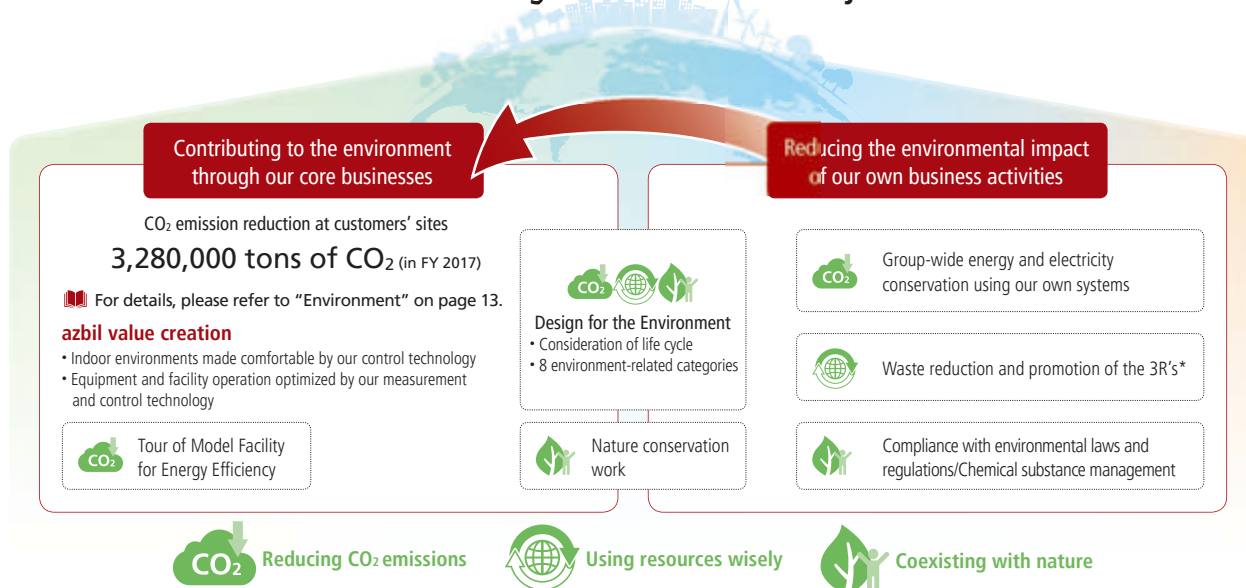 Contributing to the environment
through our core businesses
CO2 emission reduction at customers' sites
3,280,000 tons of CO2 (in FY 2017)
For details, please refer to "Environment" on page 13.
azbil value creation
• Indoor environments made comfortable by our control technology
• Equipment and facility operation optimized by our measurement
and control technology
CO2
Tour of Model Facility
for Energy Efficiency
CO2
Design for the Environment
• Consideration of life cycle
• 8 environment-related categories
Nature conservation
work
Reducing the environmental impact
of our own business activities
CO2
Group-wide energy and electricity
conservation using our own systems
Waste reduction and promotion of the 3R's*
Compliance with environmental laws and
regulations/Chemical substance management
CO2
Reducing CO2 emissions
Using resources wisely
Coexisting with nature